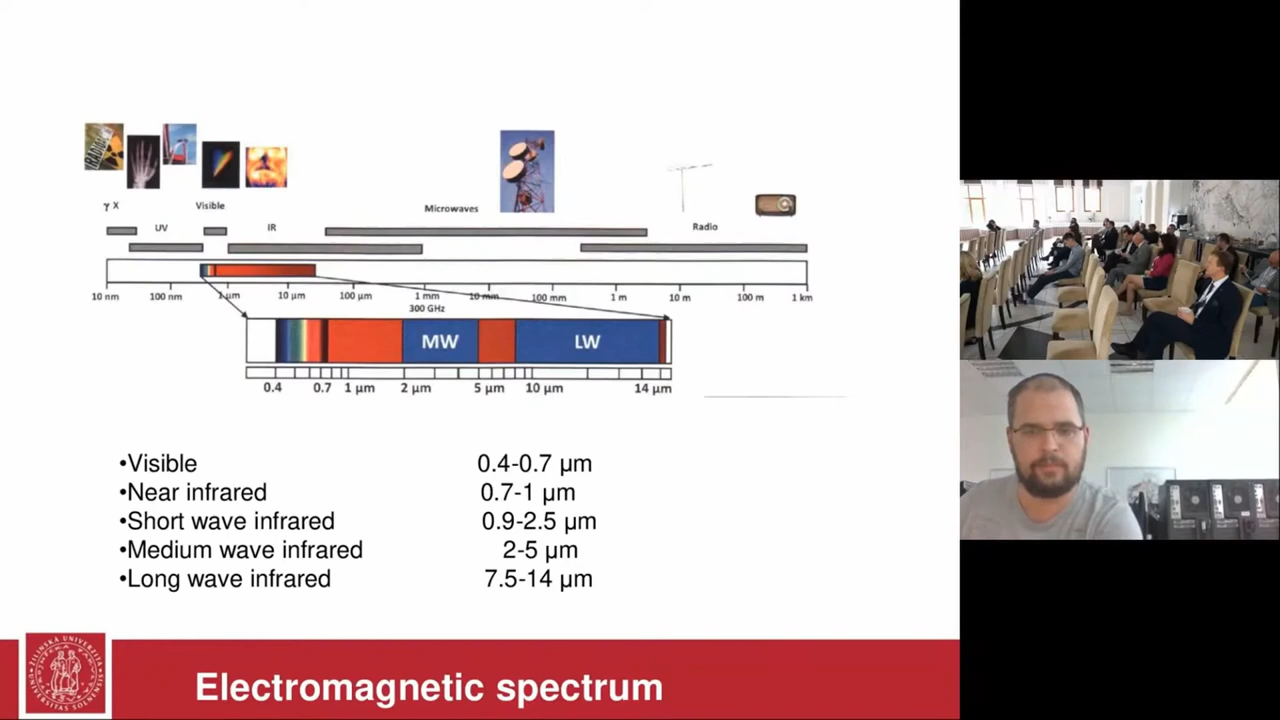 γ X
Visible
Microwaves
UV
IR
Radio
10 nm
100 nm
1 µm
10 µm
100 µm
1 mm
10 mm
100 mm
1 m
10 m
100 m
1 km
300 GHz
MW
LW
0.4
0.7
1 µm
2 µm
5 µm
10 µm
14 µm
•Visible 0.4-0.7 µm
•Near infrared 0.7-1 µm
•Short wave infrared 0.9-2.5 µm
•Medium wave infrared 2-5 µm
•Long wave infrared 7.5-14 µm
Electromagnetic spectrum